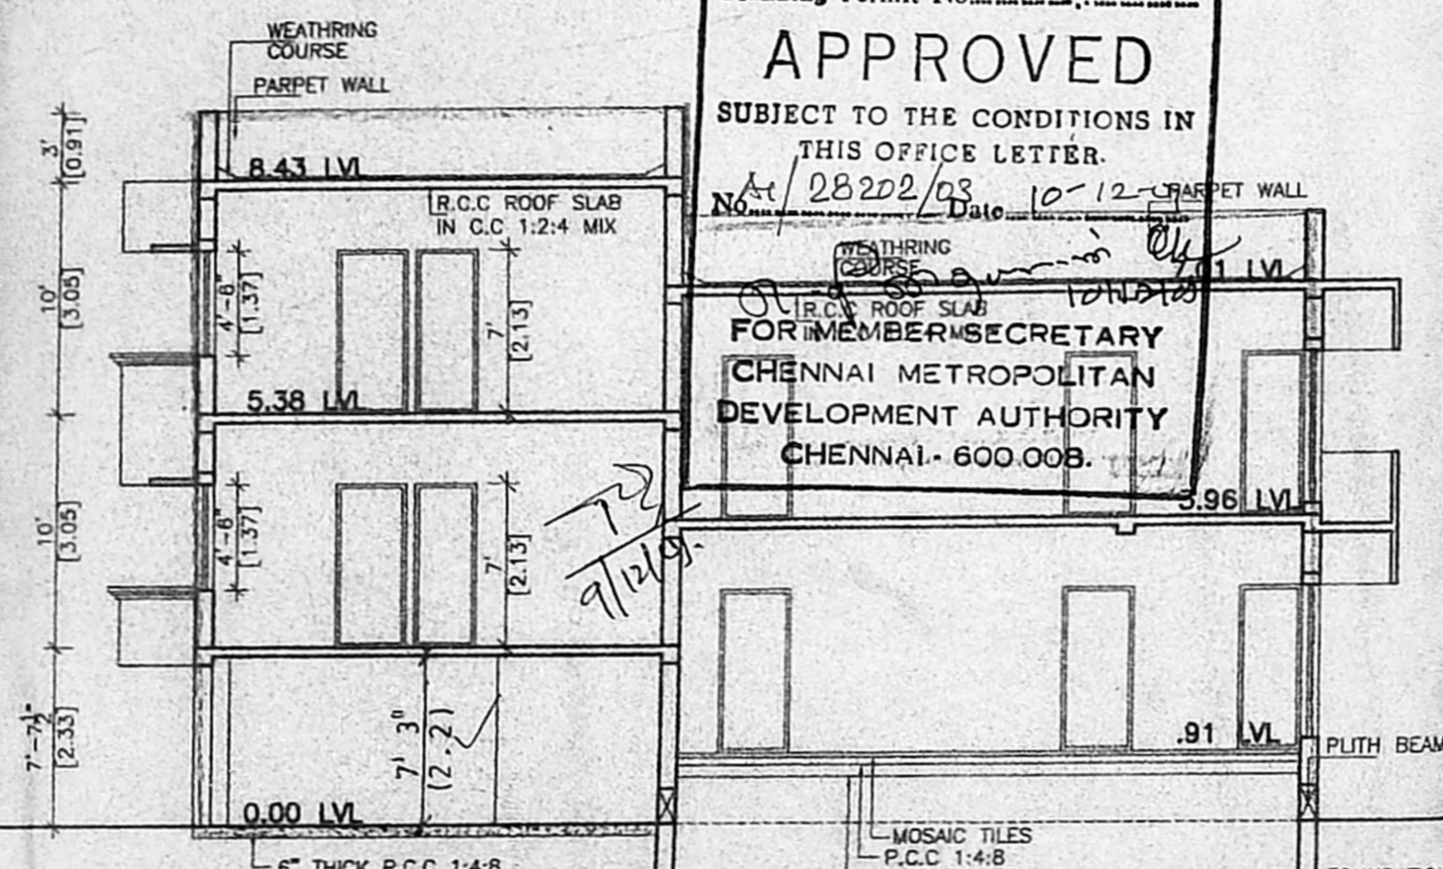 WEATHRING
COURSE
PARPET WALL
8.43 LVL
R.C.C ROOF SLAB
IN C.C 1:2:4 MIX
3'
[0.91]
10'
[3.05]
4'-6"
[1.37]
7'
[2.13]
5.38 LVL
10'
[3.05]
4'-6"
[1.37]
7'
[2.13]
7'-7½"
[2.33]
7' 3"
(2.2)
0.00 LVL
6" THICK P.C.C 1:4:8
9/12/03.
APPROVED
SUBJECT TO THE CONDITIONS IN
THIS OFFICE LETTER.
No. A1/28202/03 Date 10-12-
PARPET WALL
WEATHRING
COURSE
LVL
R.C.C ROOF SLAB
FOR MEMBER-SECRETARY
CHENNAI METROPOLITAN
DEVELOPMENT AUTHORITY
CHENNAI- 600 008.
3.96 LVL
.91 LVL
PLITH BEAM
MOSAIC TILES
P.C.C 1:4:8